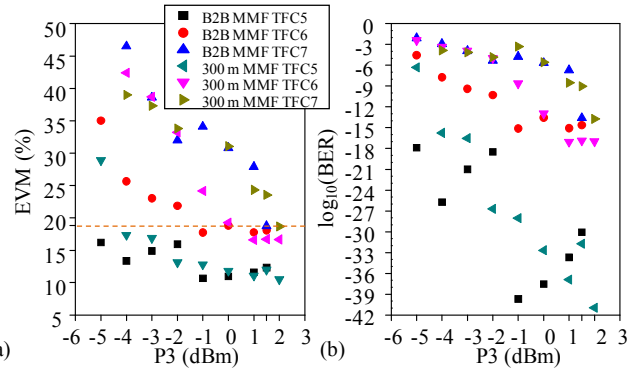 B2B MMF TFC5
B2B MMF TFC6
B2B MMF TFC7
300 m MMF TFC5
300 m MMF TFC6
300 m MMF TFC7
EVM (%)
50
45
40
35
30
25
20
15
10
5
-6 -5 -4 -3 -2 -1 0 1 2 3
a)
P3 (dBm)
log10(BER)
0
-3
-6
-9
-12
-15
-18
-21
-24
-27
-30
-33
-36
-39
-42
-6 -5 -4 -3 -2 -1 0 1 2 3
(b)
P3 (dBm)